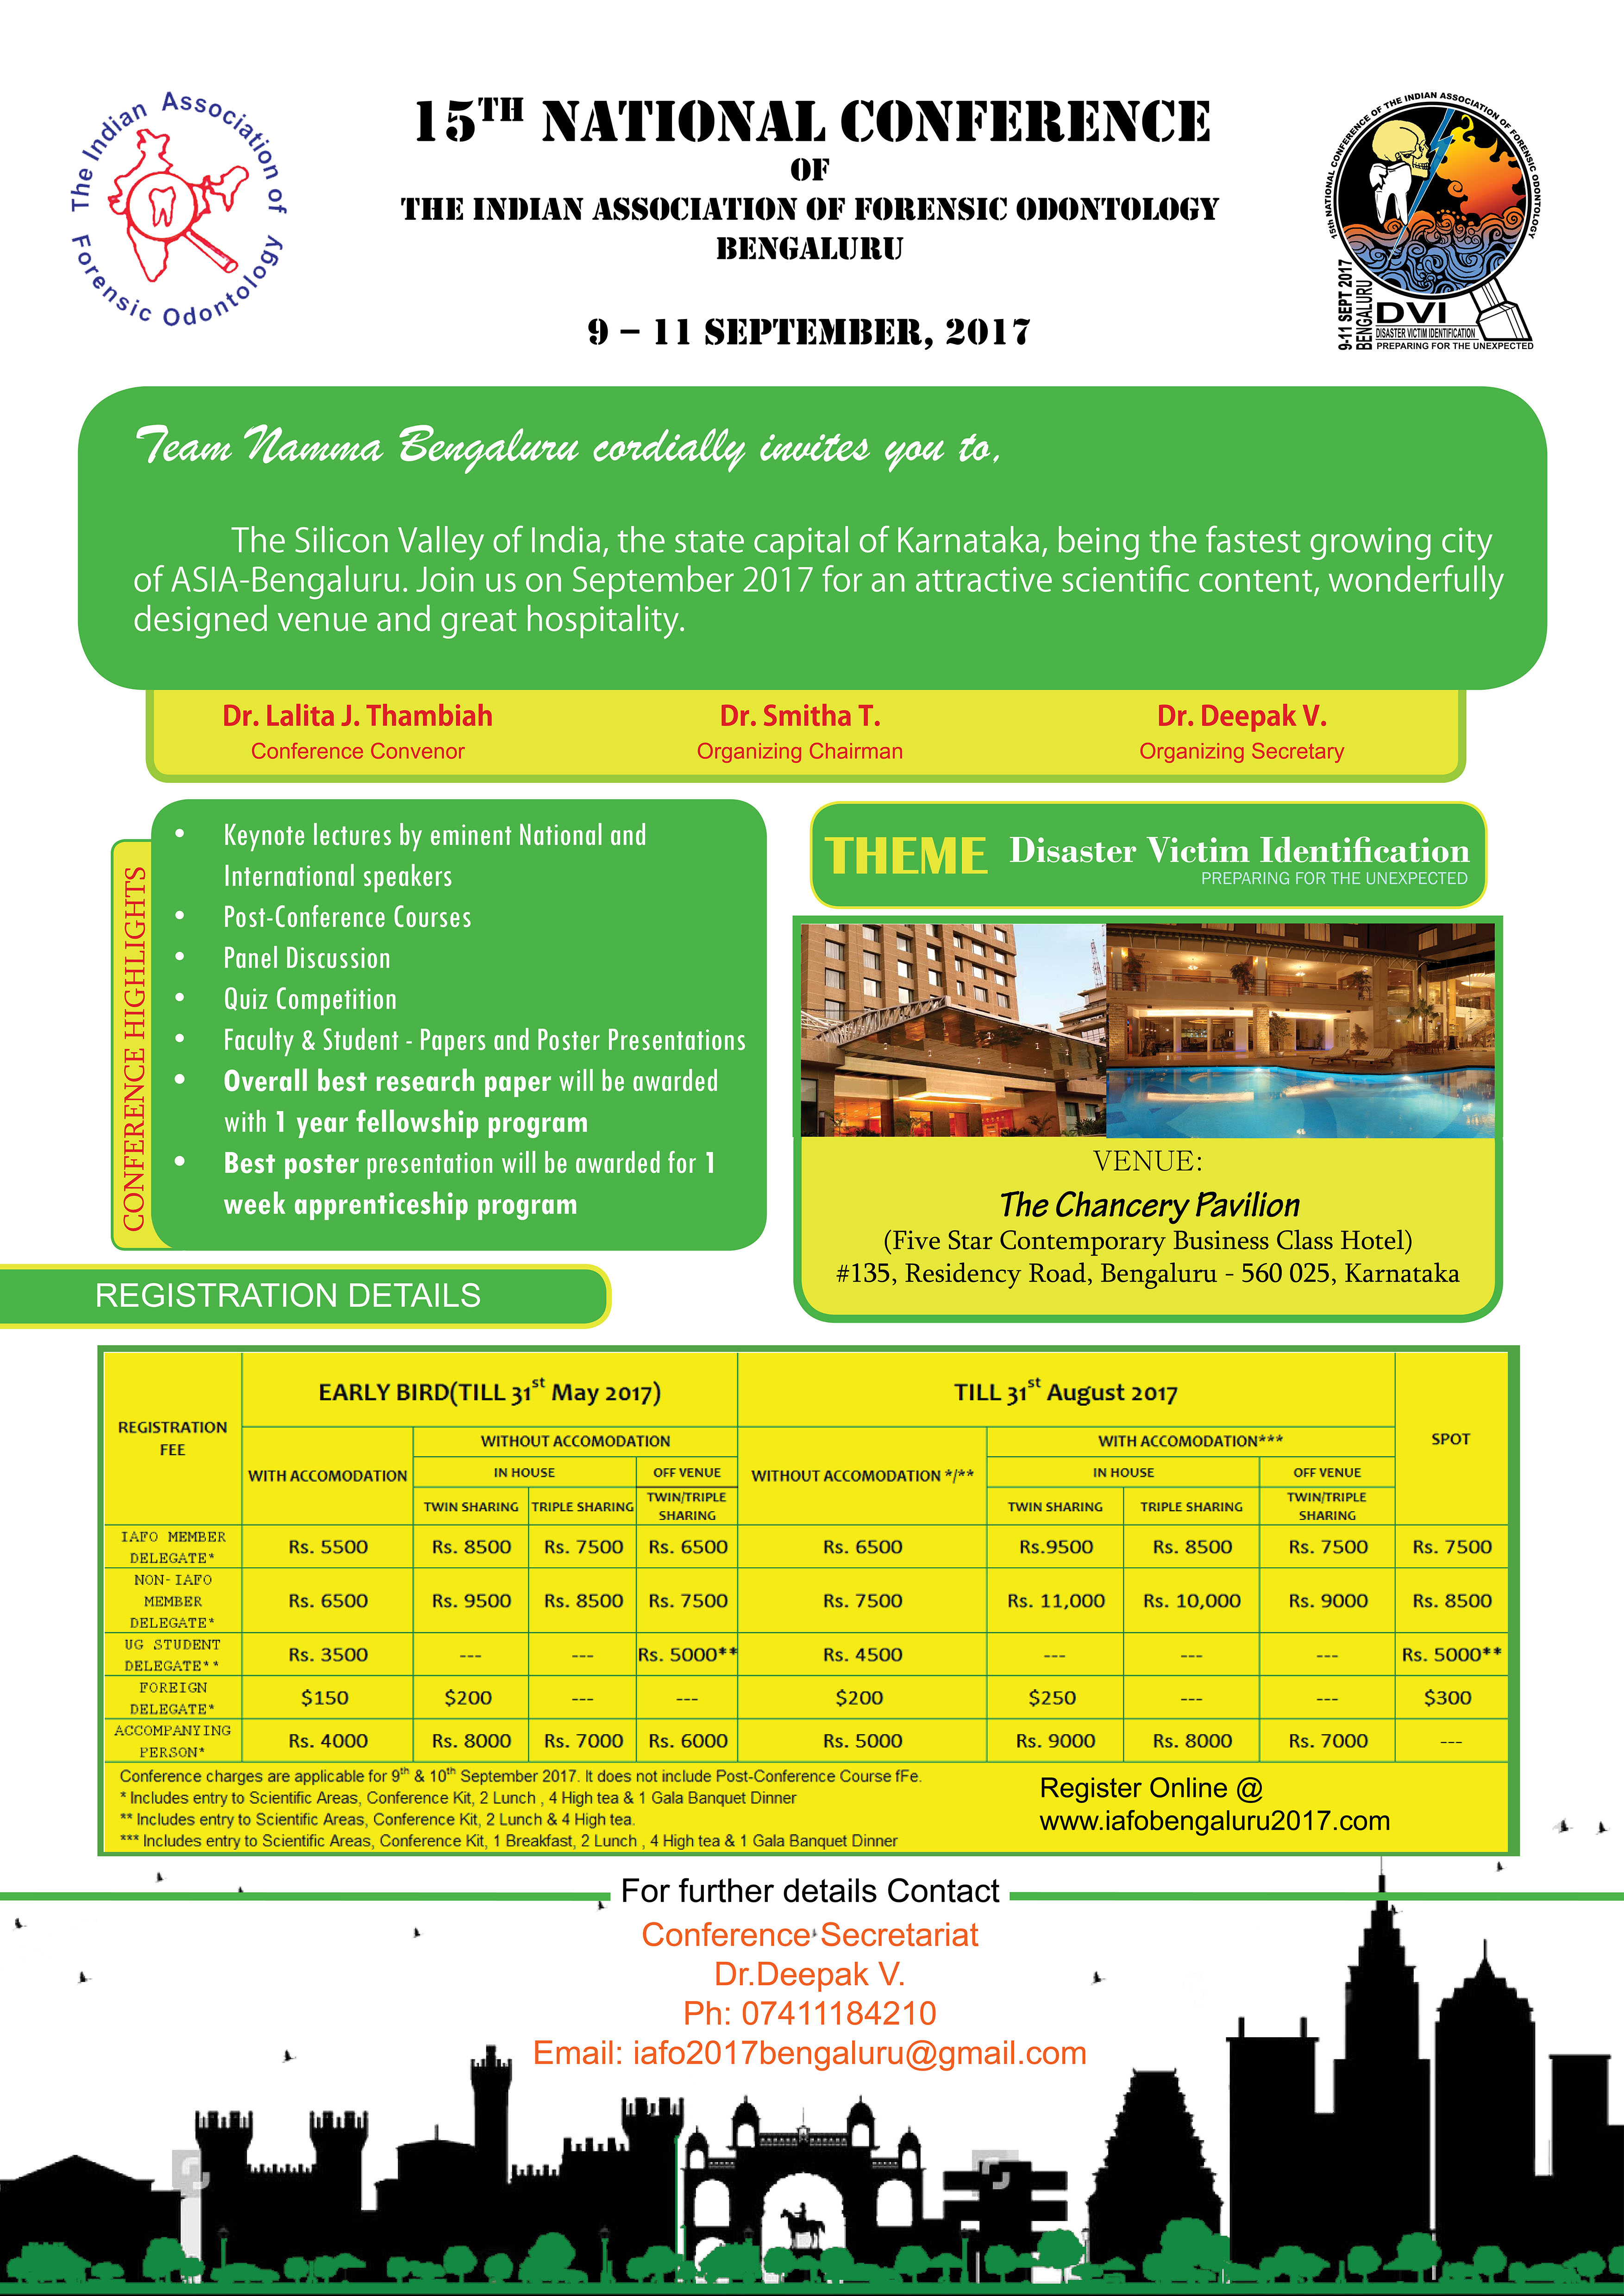 The Indian Association of Forensic Odontology
15TH NATIONAL CONFERENCE
OF
THE INDIAN ASSOCIATION OF FORENSIC ODONTOLOGY
BENGALURU
9 – 11 SEPTEMBER, 2017
15th NATIONAL CONFERENCE OF THE INDIAN ASSOCIATION OF FORENSIC ODONTOLOGY
9-11 SEPT 2017
BENGALURU
DVI
DISASTER VICTIM IDENTIFICATION
PREPARING FOR THE UNEXPECTED
Team Namma Bengaluru cordially invites you to,
The Silicon Valley of India, the state capital of Karnataka, being the fastest growing city
of ASIA-Bengaluru. Join us on September 2017 for an attractive scientific content, wonderfully
designed venue and great hospitality.
Dr. Lalita J. Thambiah
Conference Convenor
Dr. Smitha T.
Organizing Chairman
Dr. Deepak V.
Organizing Secretary
CONFERENCE HIGHLIGHTS
• Keynote lectures by eminent National and
International speakers
• Post-Conference Courses
• Panel Discussion
• Quiz Competition
• Faculty & Student - Papers and Poster Presentations
• Overall best research paper will be awarded
with 1 year fellowship program
• Best poster presentation will be awarded for 1
week apprenticeship program
THEME Disaster Victim Identification
PREPARING FOR THE UNEXPECTED
VENUE:
The Chancery Pavilion
(Five Star Contemporary Business Class Hotel)
#135, Residency Road, Bengaluru - 560 025, Karnataka
REGISTRATION DETAILS
REGISTRATION
FEE
EARLY BIRD(TILL 31st May 2017)
TILL 31st August 2017
SPOT
WITH ACCOMODATION
WITHOUT ACCOMODATION
WITHOUT ACCOMODATION */**
WITH ACCOMODATION***
IN HOUSE
OFF VENUE
IN HOUSE
OFF VENUE
TWIN SHARING
TRIPLE SHARING
TWIN/TRIPLE
SHARING
TWIN SHARING
TRIPLE SHARING
TWIN/TRIPLE
SHARING
IAFO MEMBER
DELEGATE*
Rs. 5500 Rs. 8500 Rs. 7500 Rs. 6500 Rs. 6500 Rs.9500 Rs. 8500 Rs. 7500 Rs. 7500
NON-IAFO
MEMBER
DELEGATE*
Rs. 6500 Rs. 9500 Rs. 8500 Rs. 7500 Rs. 7500 Rs. 11,000 Rs. 10,000 Rs. 9000 Rs. 8500
UG STUDENT
DELEGATE**
Rs. 3500 --- --- Rs. 5000** Rs. 4500 --- --- --- Rs. 5000**
FOREIGN
DELEGATE*
$150 $200 --- --- $200 $250 --- --- $300
ACCOMPANYING
PERSON*
Rs. 4000 Rs. 8000 Rs. 7000 Rs. 6000 Rs. 5000 Rs. 9000 Rs. 8000 Rs. 7000 ---
Conference charges are applicable for 9th & 10th September 2017. It does not include Post-Conference Course fFe.
* Includes entry to Scientific Areas, Conference Kit, 2 Lunch , 4 High tea & 1 Gala Banquet Dinner
** Includes entry to Scientific Areas, Conference Kit, 2 Lunch & 4 High tea.
*** Includes entry to Scientific Areas, Conference Kit, 1 Breakfast, 2 Lunch , 4 High tea & 1 Gala Banquet Dinner
Register Online @
www.iafobengaluru2017.com
For further details Contact
Conference Secretariat
Dr.Deepak V.
Ph: 07411184210
Email: iafo2017bengaluru@gmail.com